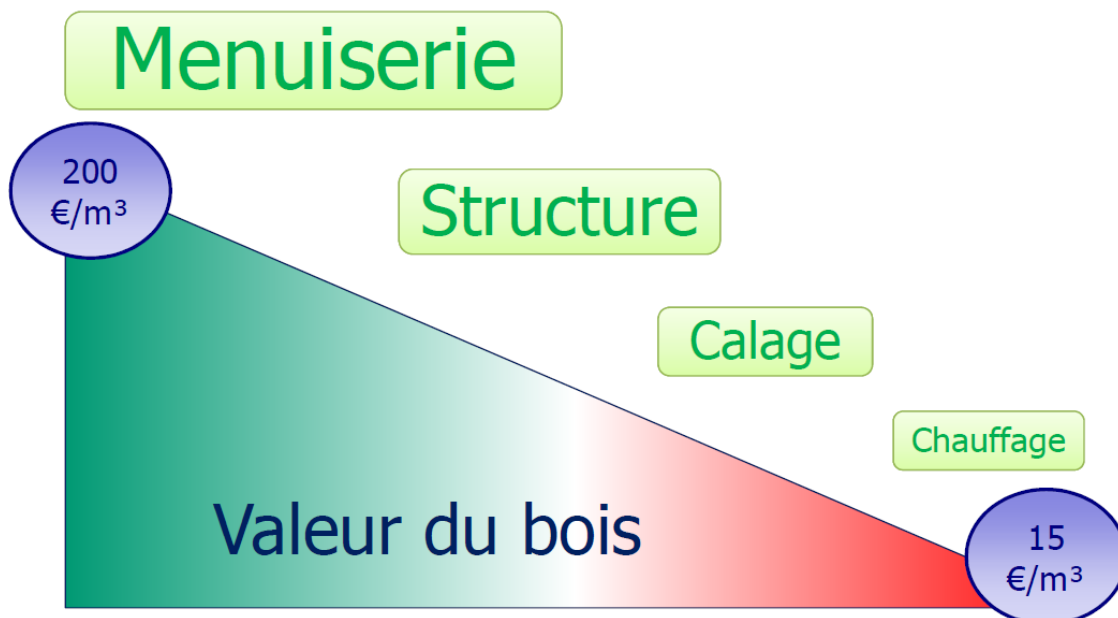 Menuiserie
200
€/m³
Structure
Calage
Chauffage
Valeur du bois
15
€/m³